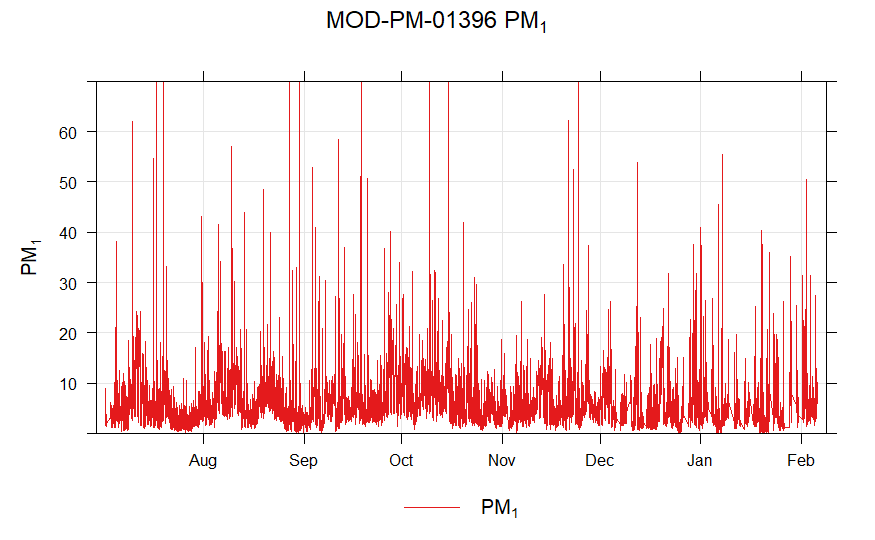 MOD-PM-01396 PM₁
60
50
40
30
20
10
PM₁
Aug Sep Oct Nov Dec Jan Feb
PM₁